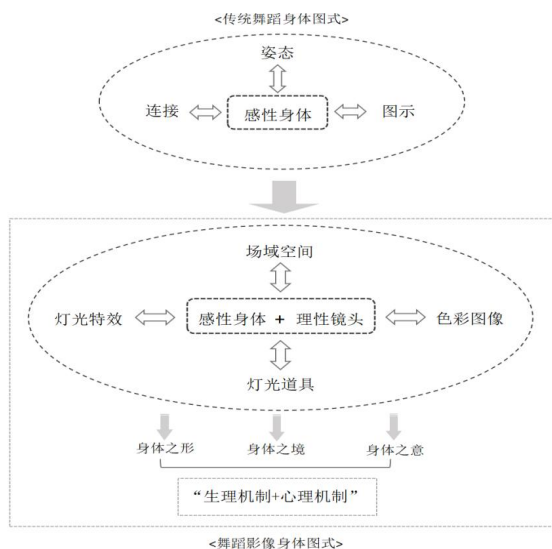 <传统舞蹈身体图式>
姿态
连接 感性身体 图示
场域空间
灯光特效 感性身体 + 理性镜头 色彩图像
灯光道具
身体之形 身体之境 身体之意
“生理机制+心理机制”
<舞蹈影像身体图式>